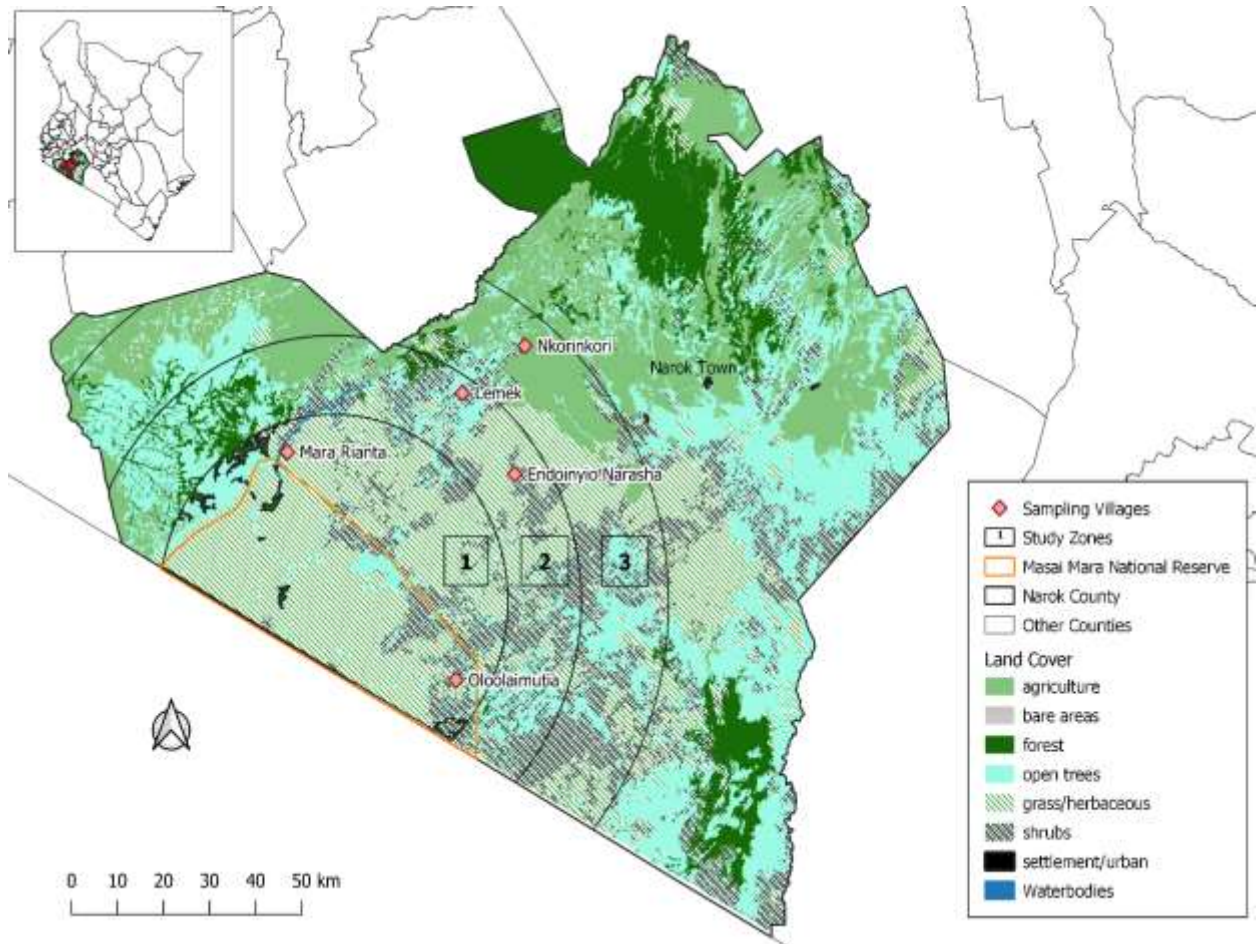 Nkorinkori
Narok Town
Lemek
Mara Rianta
Endoinyio Narasha
1
2
3
Oloolaimutia
0 10 20 30 40 50 km
Sampling Villages
1 Study Zones
Masai Mara National Reserve
Narok County
Other Counties
Land Cover
agriculture
bare areas
forest
open trees
grass/herbaceous
shrubs
settlement/urban
Waterbodies